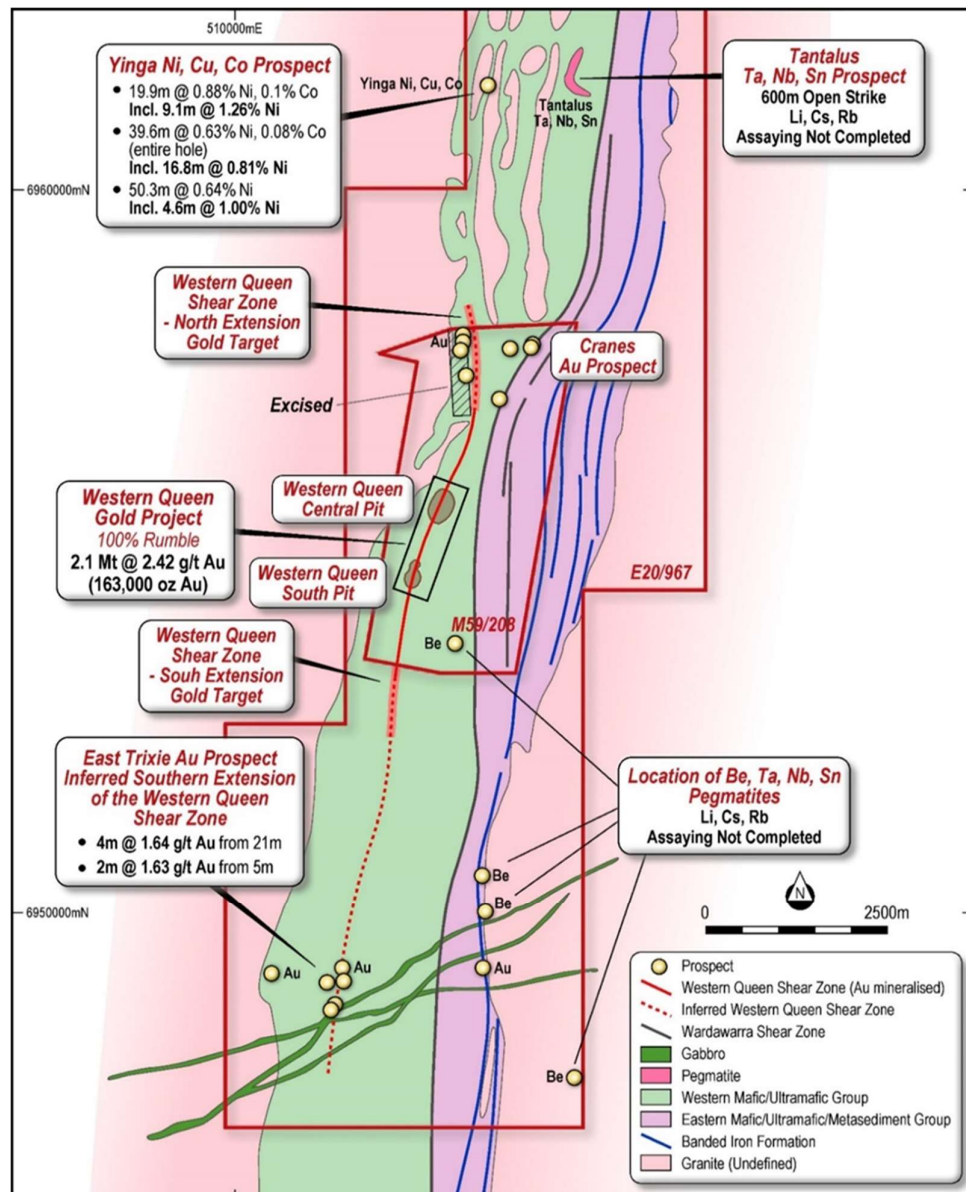 510000mE
Yinga Ni, Cu, Co Prospect
• 19.9m @ 0.88% Ni, 0.1% Co
Incl. 9.1m @ 1.26% Ni
• 39.6m @ 0.63% Ni, 0.08% Co
(entire hole)
Incl. 16.8m @ 0.81% Ni
• 50.3m @ 0.64% Ni
Incl. 4.6m @ 1.00% Ni
Yinga Ni, Cu, Co
Tantalus
Ta, Nb, Sn
Tantalus
Ta, Nb, Sn Prospect
600m Open Strike
Li, Cs, Rb
Assaying Not Completed
6960000mN
Western Queen
Shear Zone
- North Extension
Gold Target
Au
Cranes
Au Prospect
Excised
Western Queen
Central Pit
Western Queen
Gold Project
100% Rumble
2.1 Mt @ 2.42 g/t Au
(163,000 oz Au)
Western Queen
South Pit
E20/967
M59/208
Be
Western Queen
Shear Zone
- Souh Extension
Gold Target
East Trixie Au Prospect
Inferred Southern Extension
of the Western Queen
Shear Zone
• 4m @ 1.64 g/t Au from 21m
• 2m @ 1.63 g/t Au from 5m
Location of Be, Ta, Nb, Sn
Pegmatites
Li, Cs, Rb
Assaying Not Completed
Be
Be
6950000mN
N
0 2500m
Au
Au
Au
Be
Prospect
Western Queen Shear Zone (Au mineralised)
Inferred Western Queen Shear Zone
Wardawarra Shear Zone
Gabbro
Pegmatite
Western Mafic/Ultramafic Group
Eastern Mafic/Ultramafic/Metasediment Group
Banded Iron Formation
Granite (Undefined)